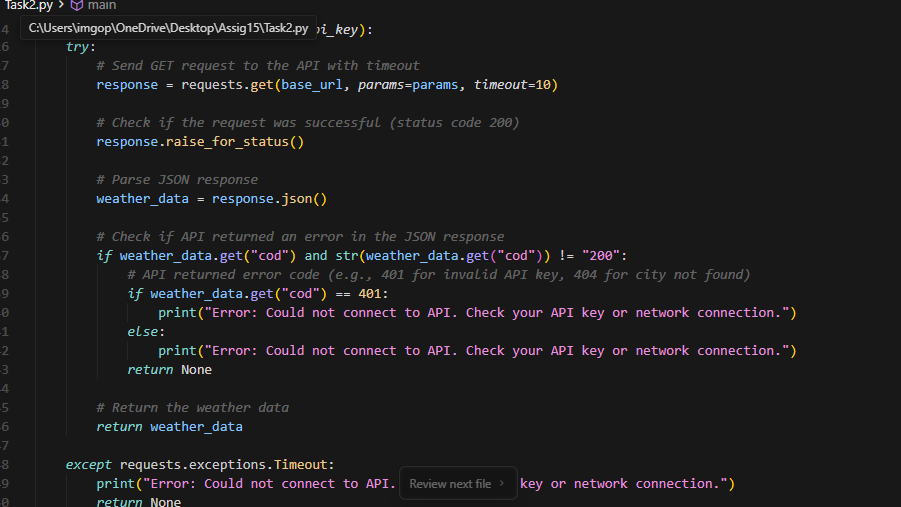 Task2.py > main
C:\Users\imgop\OneDrive\Desktop\Assig15\Task2.py
pi_key):
try:
# Send GET request to the API with timeout
response = requests.get(base_url, params=params, timeout=10)
# Check if the request was successful (status code 200)
response.raise_for_status()
# Parse JSON response
weather_data = response.json()
# Check if API returned an error in the JSON response
if weather_data.get("cod") and str(weather_data.get("cod")) != "200":
# API returned error code (e.g., 401 for invalid API key, 404 for city not found)
if weather_data.get("cod") == 401:
print("Error: Could not connect to API. Check your API key or network connection.")
else:
print("Error: Could not connect to API. Check your API key or network connection.")
return None
# Return the weather data
return weather_data
except requests.exceptions.Timeout:
print("Error: Could not connect to API. Review next file > key or network connection.")
return None